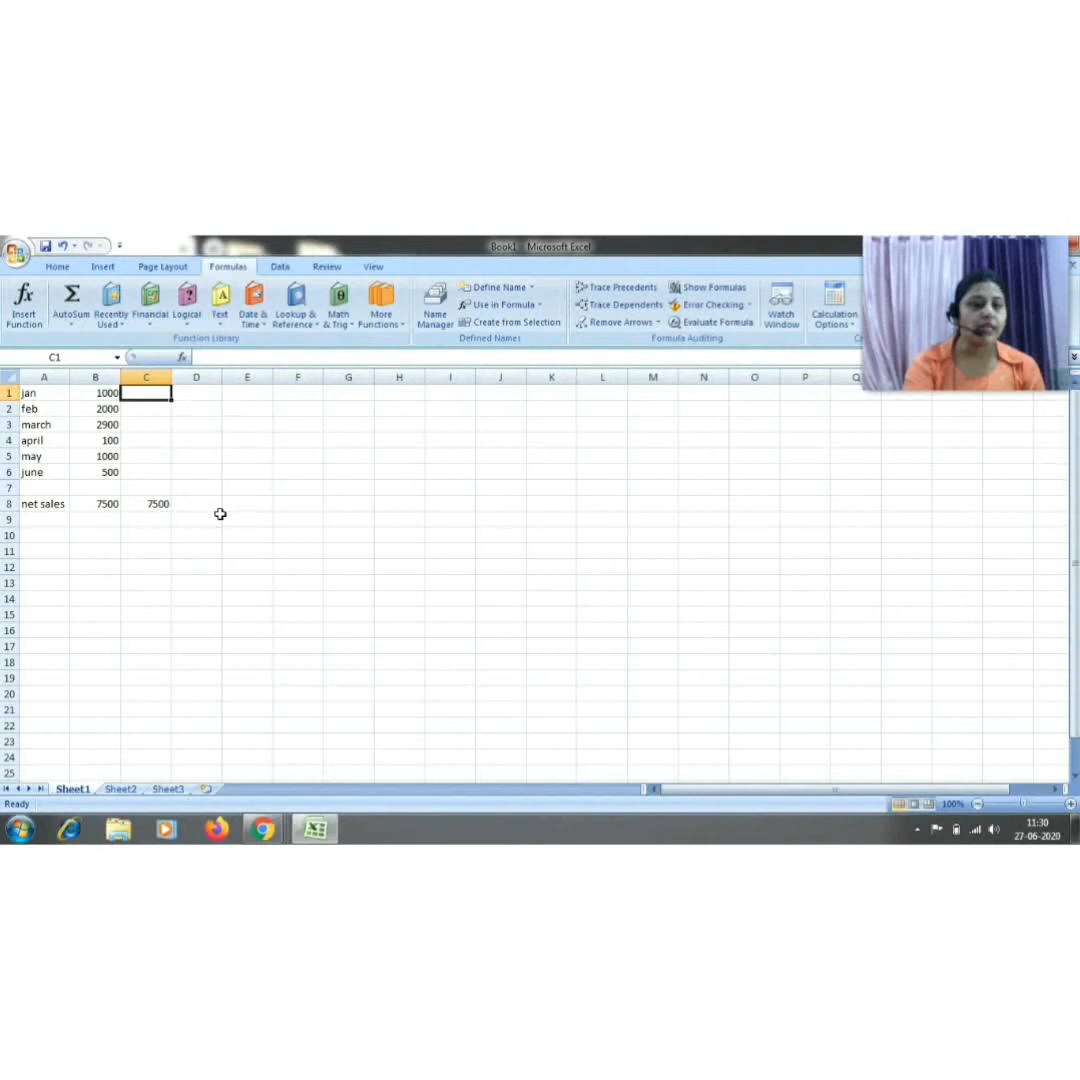 Book1 - Microsoft Excel
Home Insert Page Layout Formulas Data Review View
fx Σ ? A θ
Insert Function AutoSum Recently Used Financial Logical Text Date & Time Lookup & Reference Math & Trig More Functions
Function Library
Name Manager Define Name Use in Formula Create from Selection
Defined Names
Trace Precedents Show Formulas
Trace Dependents Error Checking
Remove Arrows Evaluate Formula
Formula Auditing
Watch Window Calculation Options
C1 fx
A B C D E F G H I J K L M N O P Q
1 jan 1000
2 feb 2000
3 march 2900
4 april 100
5 may 1000
6 june 500
7
8 net sales 7500 7500
9
10
11
12
13
14
15
16
17
18
19
20
21
22
23
24
25
Sheet1 Sheet2 Sheet3
Ready 100%
11:30
27-06-2020